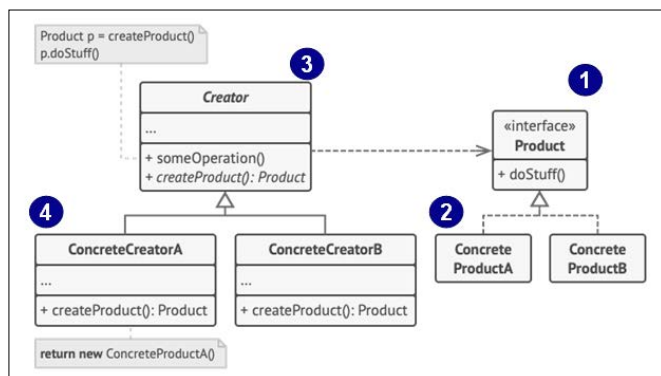 Product p = createProduct()
p.doStuff()
3
Creator
...
+ someOperation()
+ createProduct(): Product
1
«interface»
Product
+ doStuff()
4
ConcreteCreatorA
...
+ createProduct(): Product
return new ConcreteProductA()
ConcreteCreatorB
...
+ createProduct(): Product
2
Concrete
ProductA
Concrete
ProductB